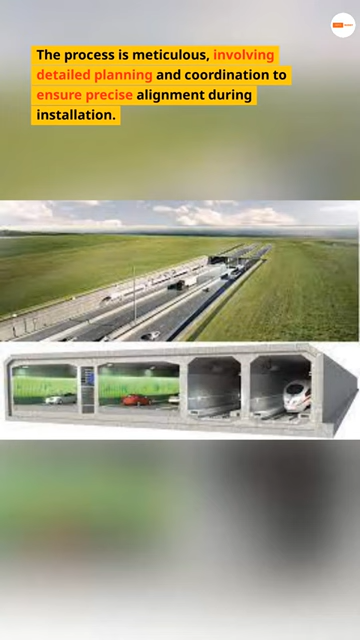 The process is meticulous, involving
detailed planning and coordination to
ensure precise alignment during
installation.